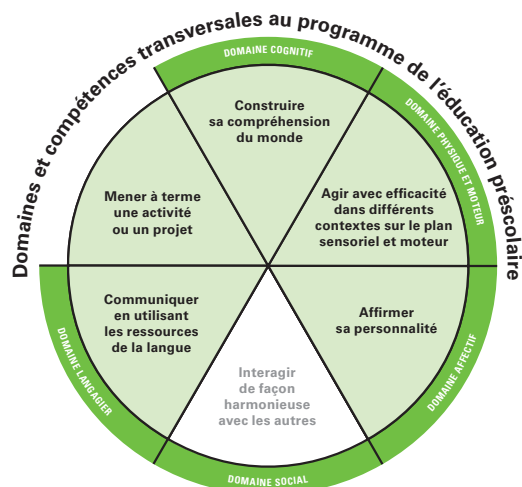 Domaines et compétences transversales au programme de l'éducation préscolaire
DOMAINE COGNITIF
Construire
sa compréhension
du monde
DOMAINE PHYSIQUE ET MOTEUR
Agir avec efficacité
dans différents
contextes sur le plan
sensoriel et moteur
Affirmer
sa personnalité
DOMAINE AFFECTIF
Interagir
de façon
harmonieuse
avec les autres
DOMAINE SOCIAL
Communiquer
en utilisant
les ressources
de la langue
DOMAINE LANGAGIER
Mener à terme
une activité
ou un projet